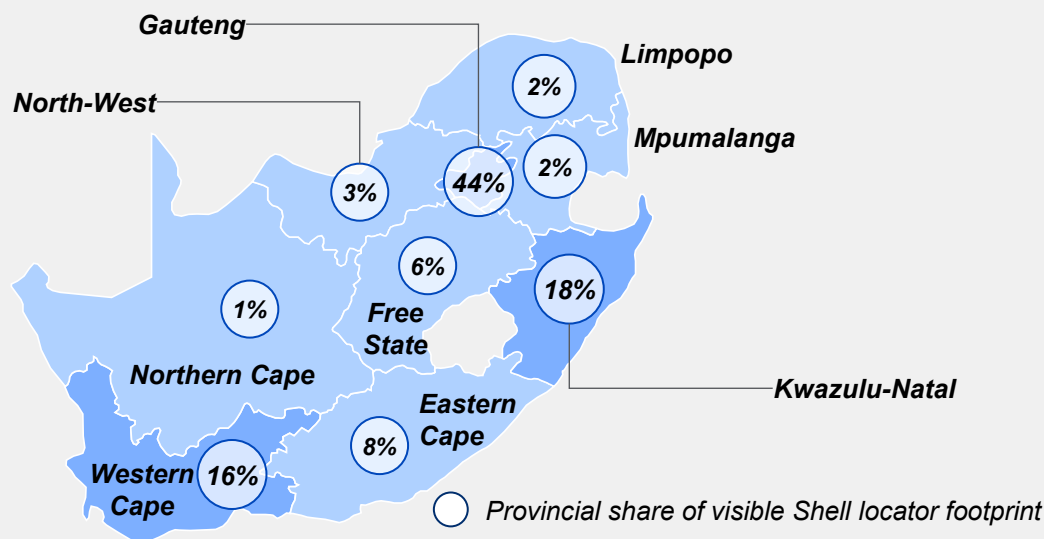 Gauteng
Limpopo
2%
North-West
Mpumalanga
3%
44%
2%
6%
18%
1%
Free
State
Northern Cape
Kwazulu-Natal
Eastern
Cape
8%
Western
Cape
16%
Provincial share of visible Shell locator footprint